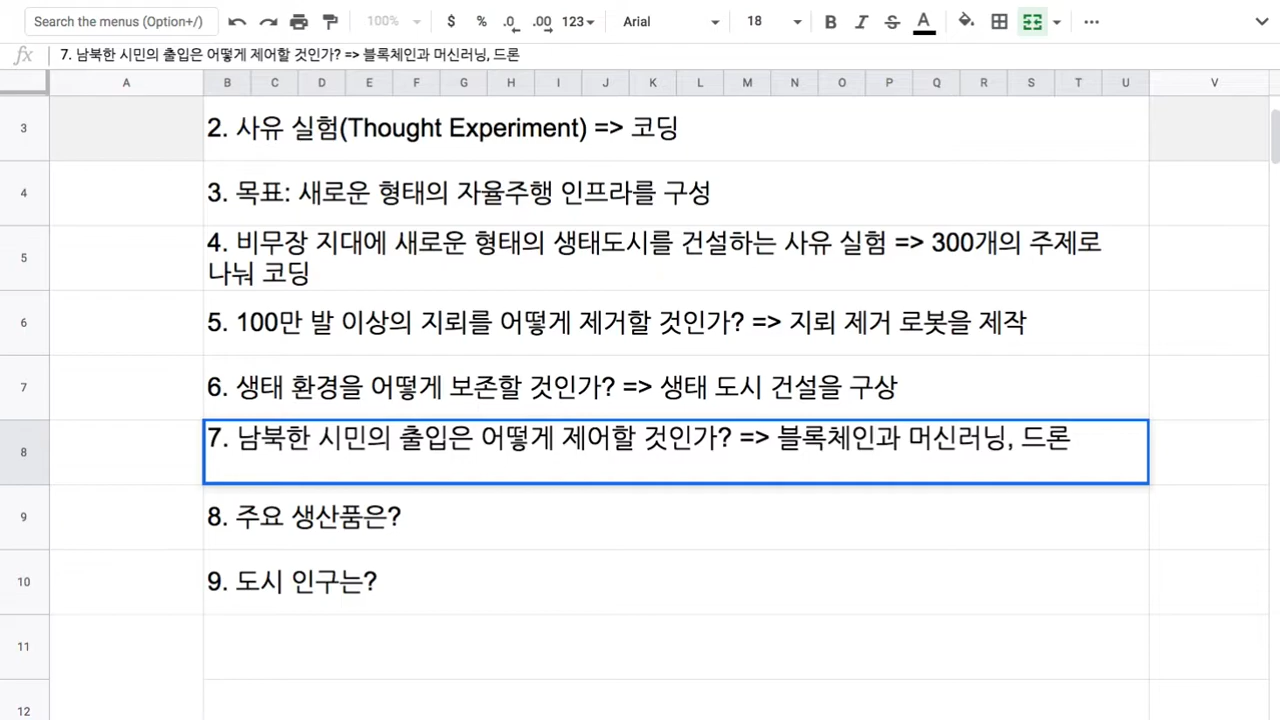 Search the menus (Option+/)
100%
$ % .0 .00 123
Arial
18
B I S A
fx 7. 남북한 시민의 출입은 어떻게 제어할 것인가? => 블록체인과 머신러닝, 드론
A B C D E F G H I J K L M N O P Q R S T U V
3 2. 사유 실험(Thought Experiment) => 코딩
4 3. 목표: 새로운 형태의 자율주행 인프라를 구성
5 4. 비무장 지대에 새로운 형태의 생태도시를 건설하는 사유 실험 => 300개의 주제로
나눠 코딩
6 5. 100만 발 이상의 지뢰를 어떻게 제거할 것인가? => 지뢰 제거 로봇을 제작
7 6. 생태 환경을 어떻게 보존할 것인가? => 생태 도시 건설을 구상
8 7. 남북한 시민의 출입은 어떻게 제어할 것인가? => 블록체인과 머신러닝, 드론
9 8. 주요 생산품은?
10 9. 도시 인구는?
11
12